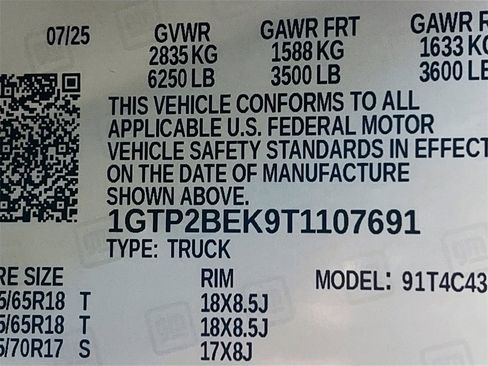 07/25 GVWR GAWR FRT GAWR
2835 KG 1588 KG 1633
6250 LB 3500 LB 3600 LB
THIS VEHICLE CONFORMS TO ALL
APPLICABLE U.S. FEDERAL MOTOR
VEHICLE SAFETY STANDARDS IN EFFECT
ON THE DATE OF MANUFACTURE
SHOWN ABOVE.
1GTP2BEK9T1107691
TYPE: TRUCK
RE SIZE RIM MODEL: 91T4C43
5/65R18 T 18X8.5J
5/65R18 T 18X8.5J
5/70R17 S 17X8J